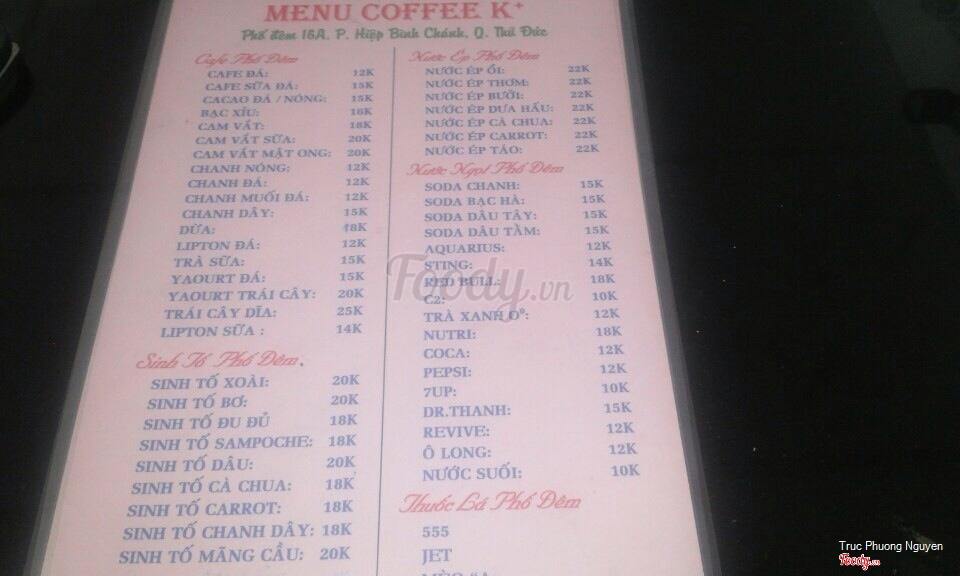 MENU COFFEE K+
Phố đêm 16A, P. Hiệp Bình Chánh, Q. Thủ Đức
Cafe Phố Đêm
CAFE ĐÁ: 12K
CAFE SỮA ĐÁ: 15K
CACAO ĐÁ / NÓNG: 15K
BẠC XỈU: 16K
CAM VẮT: 18K
CAM VẮT SỮA: 20K
CAM VẮT MẬT ONG: 20K
CHANH NÓNG: 12K
CHANH ĐÁ: 12K
CHANH MUỐI ĐÁ: 12K
CHANH DÂY: 15K
DỪA: 18K
LIPTON ĐÁ: 12K
TRÀ SỮA: 15K
YAOURT ĐÁ: 15K
YAOURT TRÁI CÂY: 20K
TRÁI CÂY DĨA: 25K
LIPTON SỮA : 14K
Sinh Tố Phố Đêm
SINH TỐ XOÀI: 20K
SINH TỐ BƠ: 20K
SINH TỐ ĐU ĐỦ 18K
SINH TỐ SAMPOCHE: 18K
SINH TỐ DÂU: 20K
SINH TỐ CÀ CHUA: 18K
SINH TỐ CARROT: 18K
SINH TỐ CHANH DÂY: 18K
SINH TỐ MÃNG CẦU: 20K
Nước Ép Phố Đêm
NƯỚC ÉP ỔI: 22K
NƯỚC ÉP THƠM: 22K
NƯỚC ÉP BƯỞI: 22K
NƯỚC ÉP DƯA HẤU: 22K
NƯỚC ÉP CÀ CHUA: 22K
NƯỚC ÉP CARROT: 22K
NƯỚC ÉP TÁO: 22K
Nước Ngọt Phố Đêm
SODA CHANH: 15K
SODA BẠC HÀ: 15K
SODA DÂU TÂY: 15K
SODA DÂU TẰM: 15K
AQUARIUS: 12K
STING: 14K
RED BULL: 18K
C2: 10K
TRÀ XANH O°: 12K
NUTRI: 18K
COCA: 12K
PEPSI: 12K
7UP: 10K
DR.THANH: 15K
REVIVE: 12K
Ô LONG: 12K
NƯỚC SUỐI: 10K
Thuốc Lá Phố Đêm
555
JET
Foody.vn
Truc Phuong Nguyen
Foody.vn